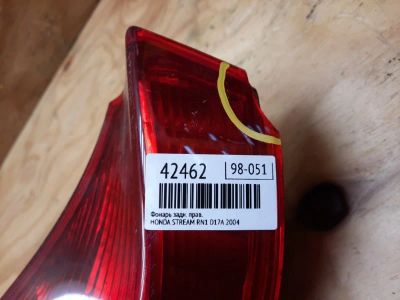 42462 98-051
Фонарь задн. прав.
HONDA STREAM RN1 D17A 2004